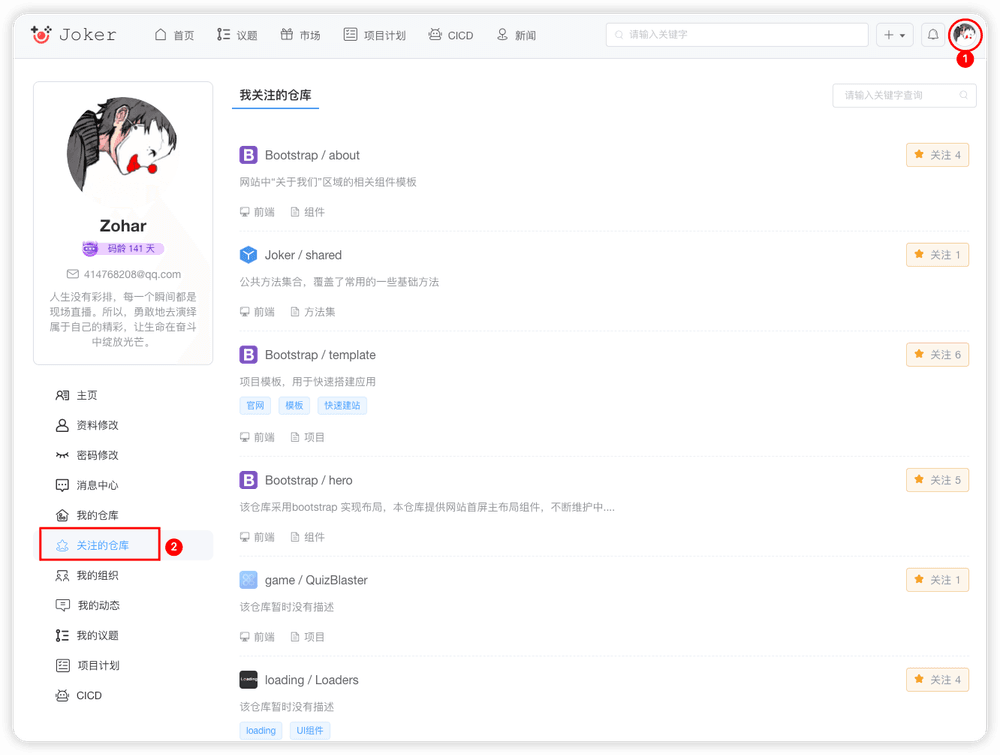 Joker 首页 议题 市场 项目计划 CICD 新闻 请输入关键字
1
Zohar
码龄 141 天
414768208@qq.com
人生没有彩排，每一个瞬间都是
现场直播。所以，勇敢地去演绎
属于自己的精彩，让生命在奋斗
中绽放光芒。
主页
资料修改
密码修改
消息中心
我的仓库
关注的仓库 2
我的组织
我的动态
我的议题
项目计划
CICD
我关注的仓库 请输入关键字查询
B Bootstrap / about 关注 4
网站中“关于我们”区域的相关组件模板
前端 组件
Joker / shared 关注 1
公共方法集合，覆盖了常用的一些基础方法
前端 方法集
B Bootstrap / template 关注 6
项目模板，用于快速搭建应用
官网 模板 快速建站
前端 项目
B Bootstrap / hero 关注 5
该仓库采用bootstrap 实现布局，本仓库提供网站首屏主布局组件，不断维护中....
前端 组件
game / QuizBlaster 关注 1
该仓库暂时没有描述
前端 项目
Loading loading / Loaders 关注 4
该仓库暂时没有描述
loading UI组件